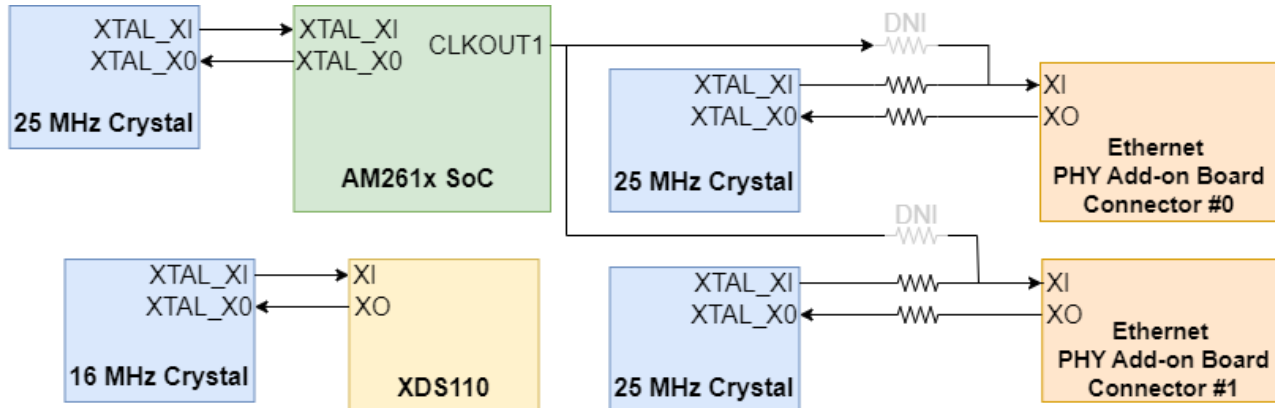 XTAL_XI
XTAL_X0
25 MHz Crystal
XTAL_XI
XTAL_X0
CLKOUT1
AM261x SoC
DNI
XTAL_XI
XTAL_X0
25 MHz Crystal
XI
XO
Ethernet
PHY Add-on Board
Connector #0
XTAL_XI
XTAL_X0
16 MHz Crystal
XI
XO
XDS110
DNI
XTAL_XI
XTAL_X0
25 MHz Crystal
XI
XO
Ethernet
PHY Add-on Board
Connector #1